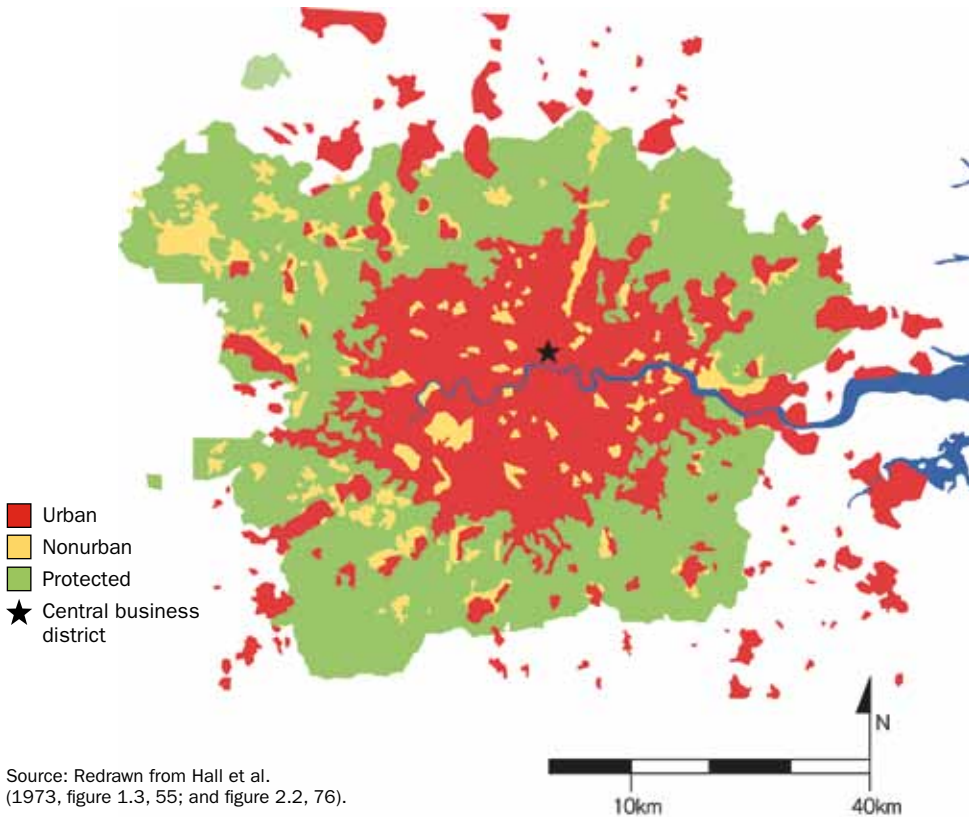 Urban
Nonurban
Protected
Central business
district
N
10km
40km
Source: Redrawn from Hall et al.
(1973, figure 1.3, 55; and figure 2.2, 76).